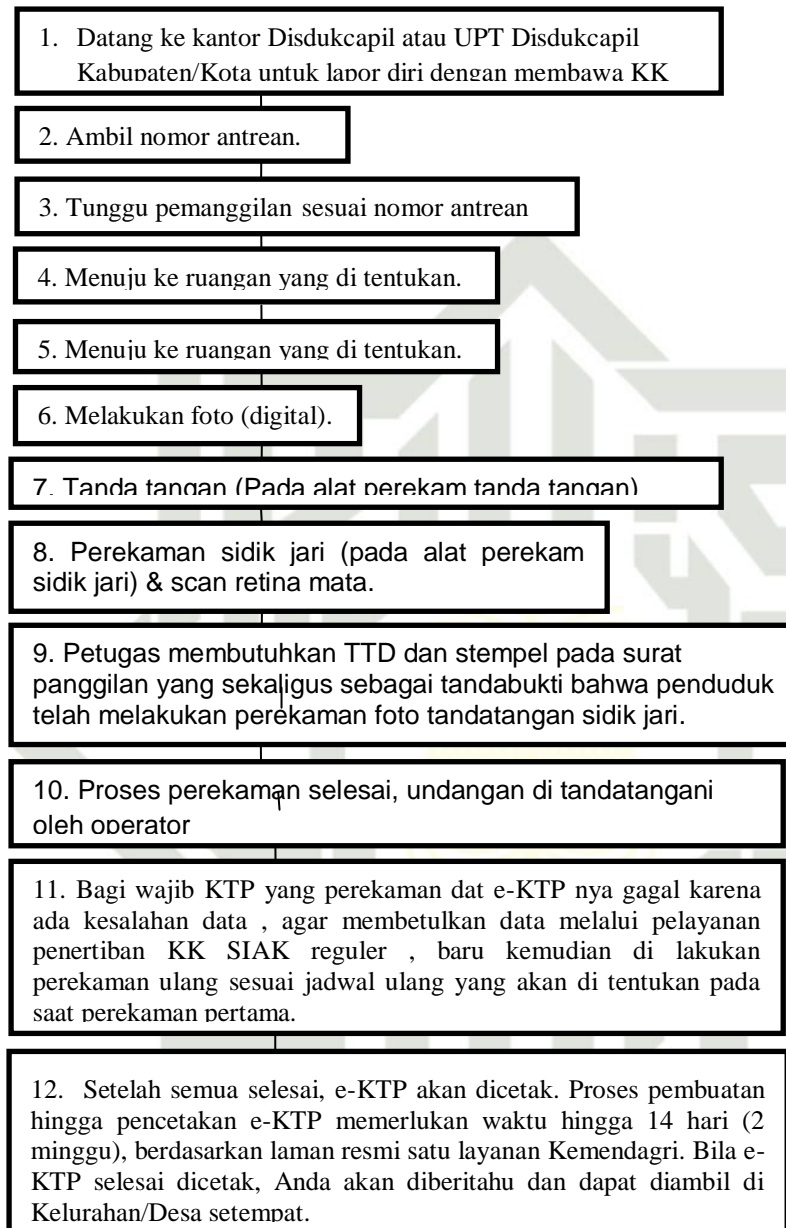 1. Datang ke kantor Disdukcapil atau UPT Disdukcapil
Kabupaten/Kota untuk lapor diri dengan membawa KK
2. Ambil nomor antrean.
3. Tunggu pemanggilan sesuai nomor antrean
4. Menuju ke ruangan yang di tentukan.
5. Menuju ke ruangan yang di tentukan.
6. Melakukan foto (digital).
7. Tanda tangan (Pada alat perekam tanda tangan)
8. Perekaman sidik jari (pada alat perekam
sidik jari) & scan retina mata.
9. Petugas membutuhkan TTD dan stempel pada surat
panggilan yang sekaligus sebagai tandabukti bahwa penduduk
telah melakukan perekaman foto tandatangan sidik jari.
10. Proses perekaman selesai, undangan di tandatangani
oleh operator
11. Bagi wajib KTP yang perekaman dat e-KTP nya gagal karena
ada kesalahan data , agar membetulkan data melalui pelayanan
penertiban KK SIAK reguler , baru kemudian di lakukan
perekaman ulang sesuai jadwal ulang yang akan di tentukan pada
saat perekaman pertama.
12. Setelah semua selesai, e-KTP akan dicetak. Proses pembuatan
hingga pencetakan e-KTP memerlukan waktu hingga 14 hari (2
minggu), berdasarkan laman resmi satu layanan Kemendagri. Bila e-
KTP selesai dicetak, Anda akan diberitahu dan dapat diambil di
Kelurahan/Desa setempat.